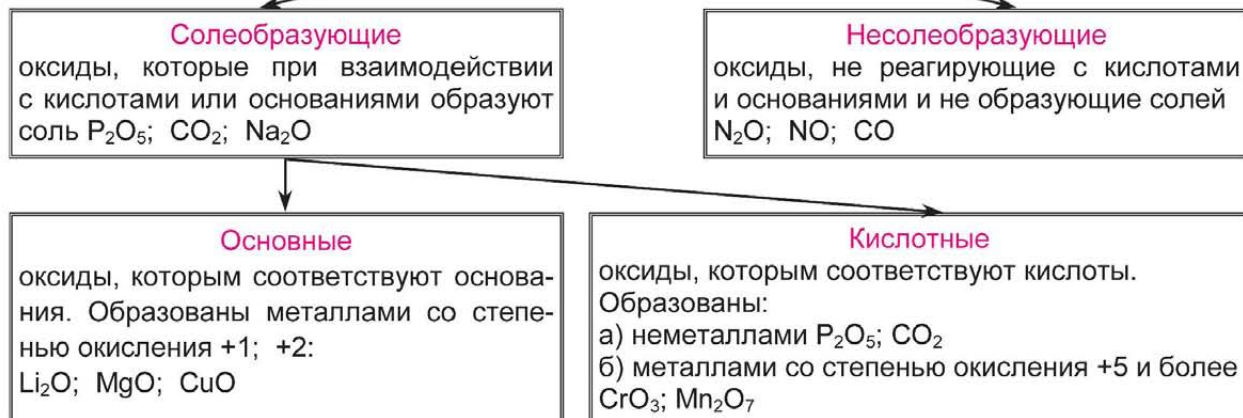 Солеобразующие
оксиды, которые при взаимодействии
с кислотами или основаниями образуют
соль P₂O₅; CO₂; Na₂O
Несолеобразующие
оксиды, не реагирующие с кислотами
и основаниями и не образующие солей
N₂O; NO; CO
Основные
оксиды, которым соответствуют основа-
ния. Образованы металлами со степе-
нью окисления +1; +2:
Li₂O; MgO; CuO
Кислотные
оксиды, которым соответствуют кислоты.
Образованы:
а) неметаллами P₂O₅; CO₂
б) металлами со степенью окисления +5 и более
CrO₃; Mn₂O₇